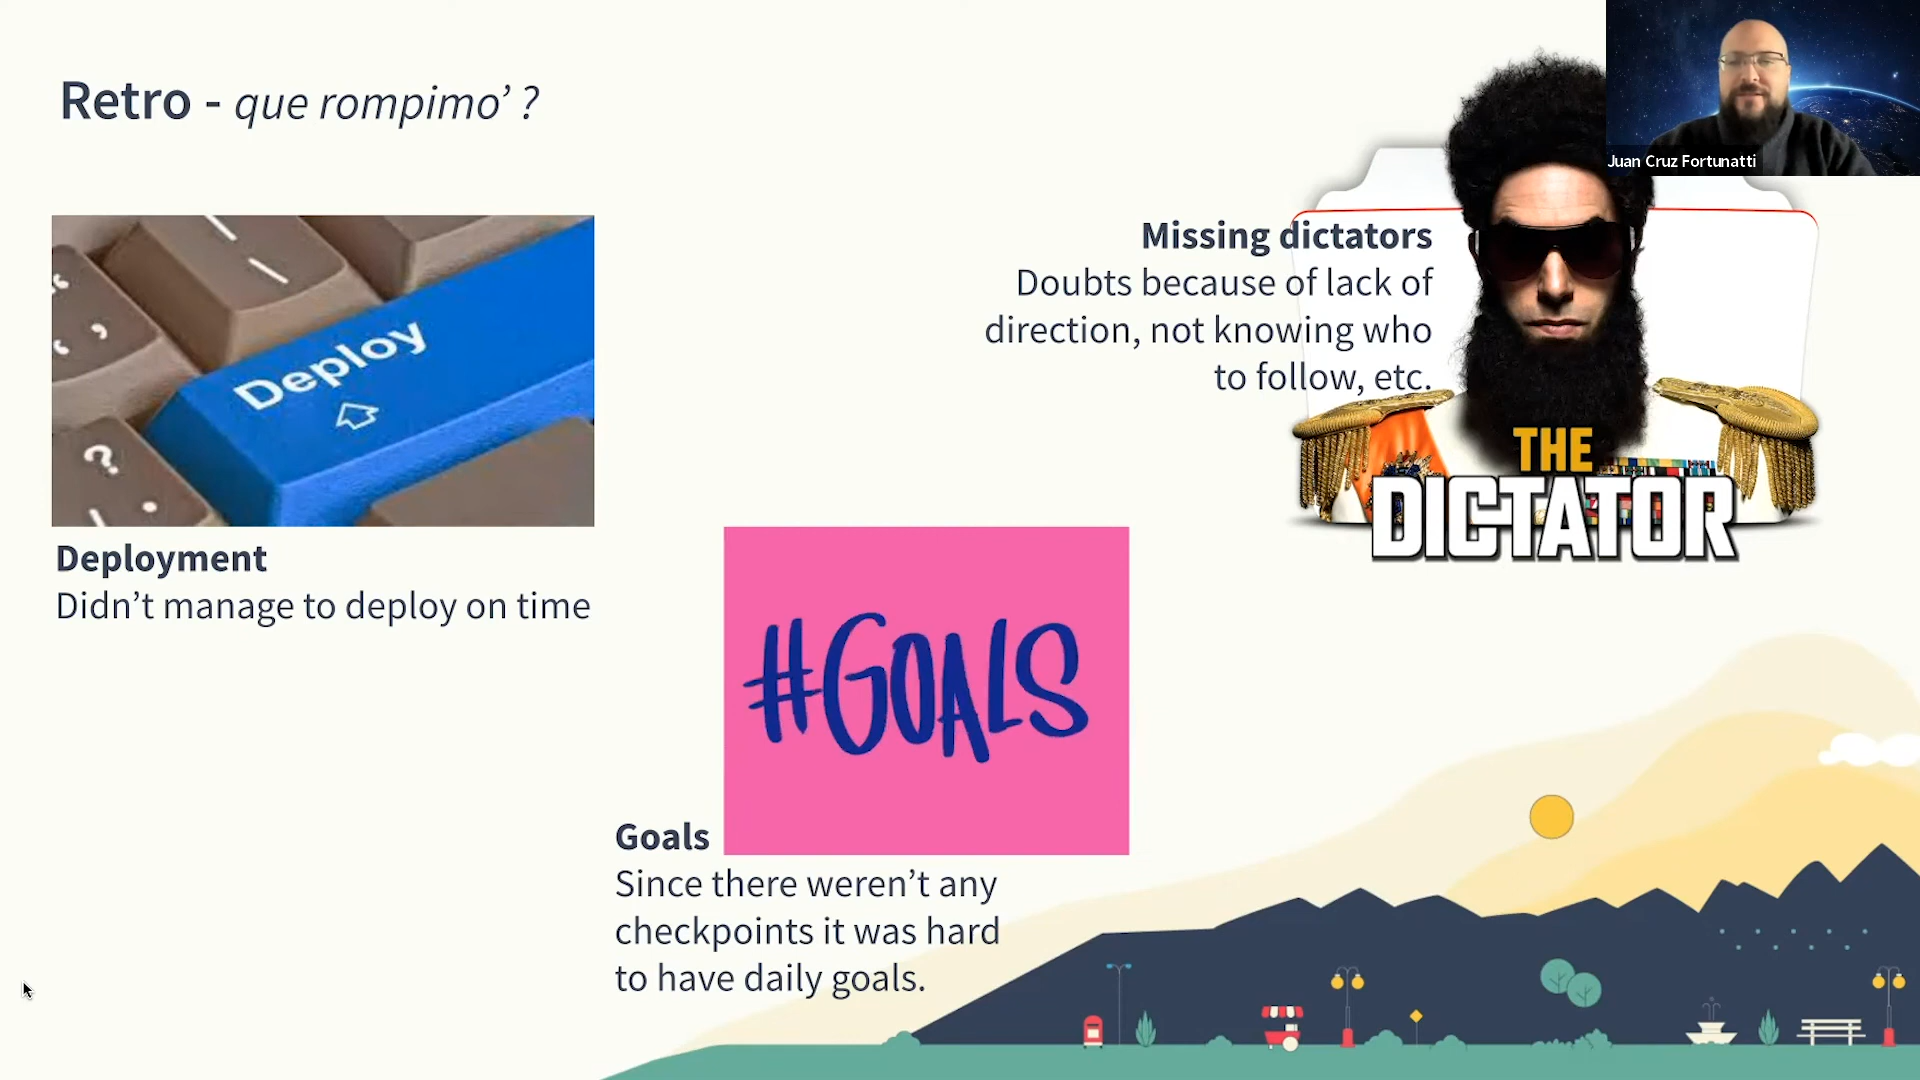 Retro - que rompimo’ ?
Juan Cruz Fortunatti
Deploy
?
Deployment
Didn’t manage to deploy on time
Missing dictators
Doubts because of lack of
direction, not knowing who
to follow, etc.
THE
DICTATOR
#GOALS
Goals
Since there weren’t any
checkpoints it was hard
to have daily goals.